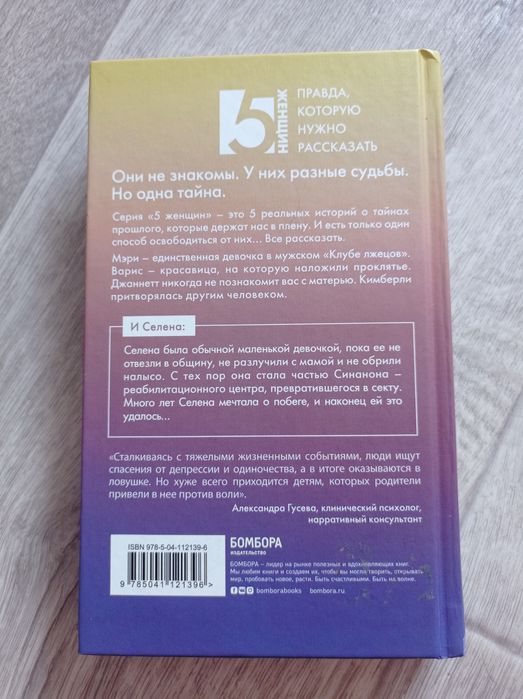 5 ЖЕНЩИН
ПРАВДА,
КОТОРУЮ
НУЖНО
РАССКАЗАТЬ
Они не знакомы. У них разные судьбы.
Но одна тайна.
Серия «5 женщин» – это 5 реальных историй о тайнах
прошлого, которые держат нас в плену. И есть только один
способ освободиться от них... Все рассказать.
Мэри – единственная девочка в мужском «Клубе лжецов».
Варис – красавица, на которую наложили проклятье.
Джаннетт никогда не познакомит вас с матерью. Кимберли
притворялась другим человеком.
И Селена:
Селена была обычной маленькой девочкой, пока ее не
отвезли в общину, не разлучили с мамой и не обрили
налысо. С тех пор она стала частью Синанона –
реабилитационного центра, превратившегося в секту.
Много лет Селена мечтала о побеге, и наконец ей это
удалось...
«Сталкиваясь с тяжелыми жизненными событиями, люди ищут
спасения от депрессии и одиночества, а в итоге оказываются в
ловушке. Но хуже всего приходится детям, которых родители
привели в нее против воли».
Александра Гусева, клинический психолог,
нарративный консультант
ISBN 978-5-04-112139-6
9 785041 121396 >
БОМБОРА
ИЗДАТЕЛЬСТВО
БОМБОРА – лидер на рынке полезных и вдохновляющих книг.
Мы любим книги и создаем их, чтобы вы могли творить, открывать
мир, пробовать новое, расти. Быть счастливыми. Быть на волне.
bomborabooks bombora.ru